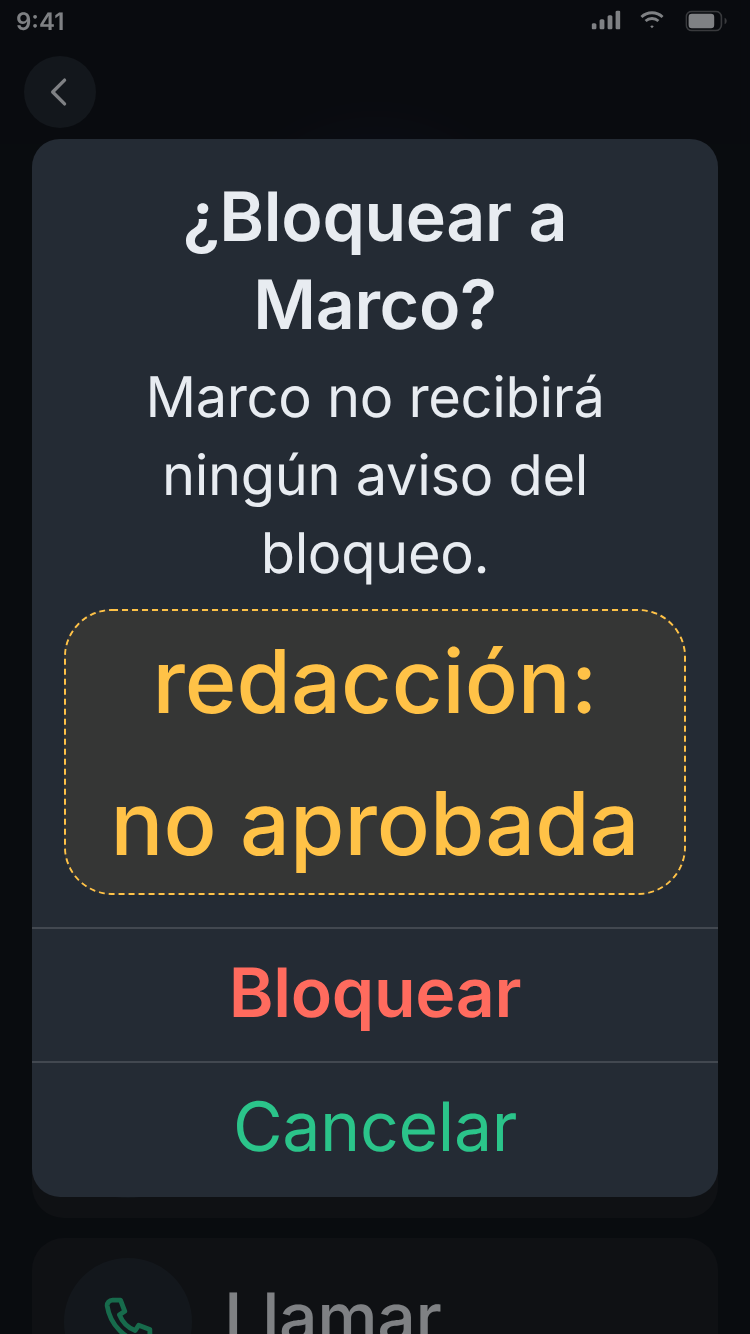 9:41
¿Bloquear a
Marco?
Marco no recibirá
ningún aviso del
bloqueo.
redacción:
no aprobada
Bloquear
Cancelar
Llamar